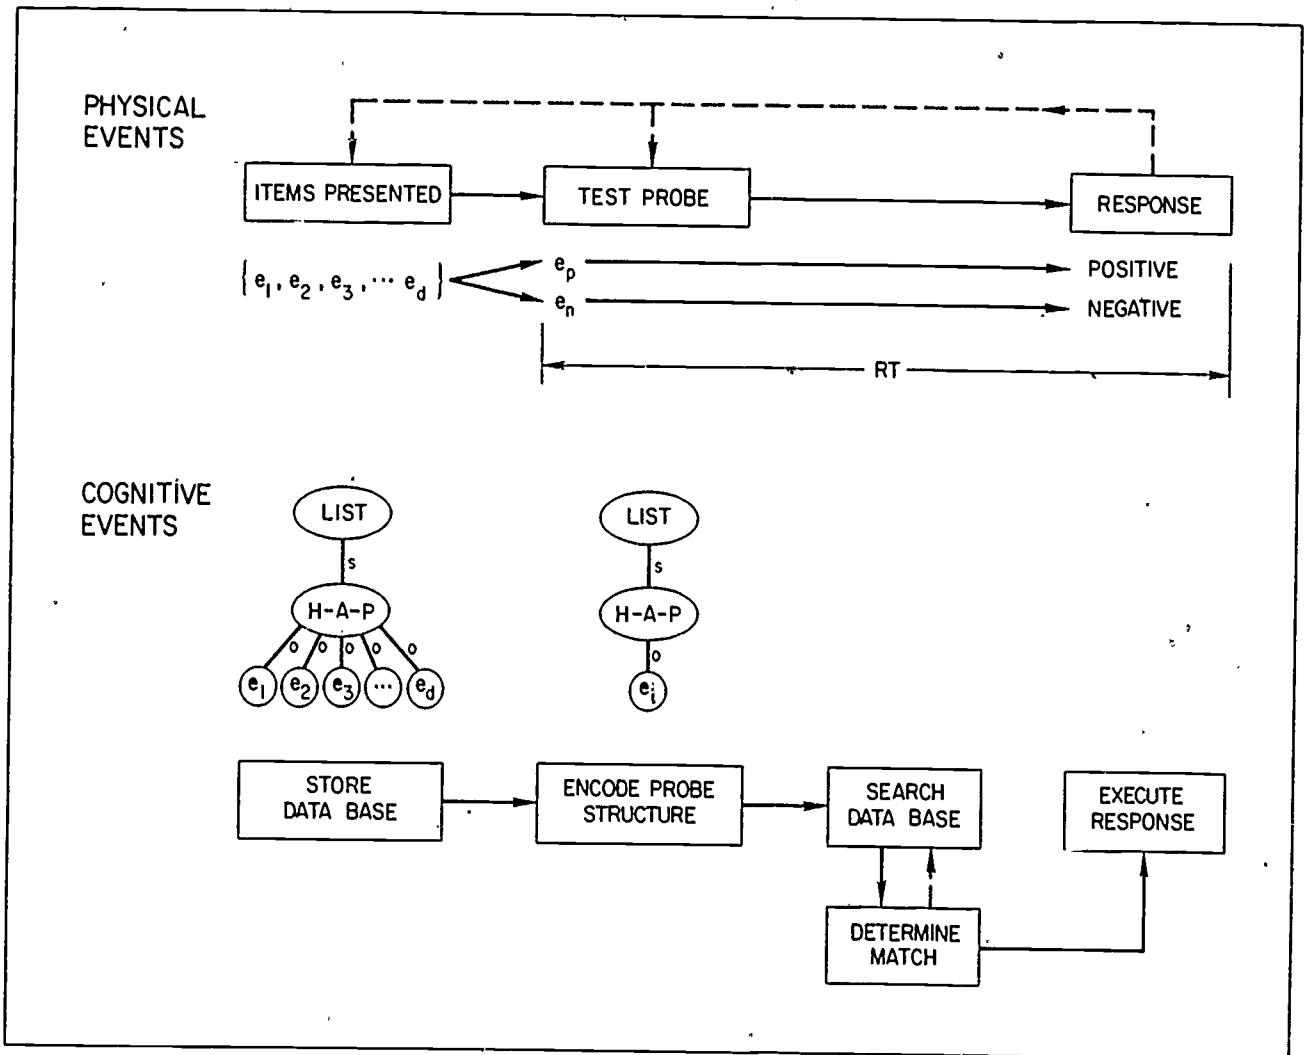 PHYSICAL
EVENTS
ITEMS PRESENTED
TEST PROBE
RESPONSE
{e1, e2, e3, ··· ed}
ep
POSITIVE
en
NEGATIVE
RT
COGNITIVE
EVENTS
LIST
LIST
s
s
H-A-P
H-A-P
o o o o o
o
e1 e2 e3 ··· ed
ei
STORE
DATA BASE
ENCODE PROBE
STRUCTURE
SEARCH
DATA BASE
EXECUTE
RESPONSE
DETERMINE
MATCH